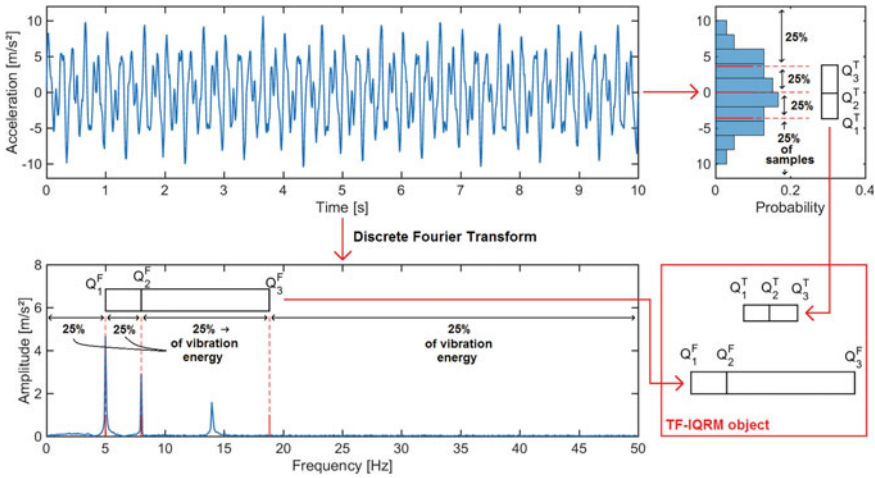 10
5
0
-5
-10
Acceleration [m/s²]
0 1 2 3 4 5 6 7 8 9 10
Time [s]
10
5
0
-5
10
25%
25%
25%
25%
of
samples
Q₃ᵀ
Q₂ᵀ
Q₁ᵀ
0 0.2 0.4
Probability
Discrete Fourier Transform
8
6
4
2
0
Amplitude [m/s²]
Q₁ᶠ Q₂ᶠ Q₃ᶠ
25% 25% 25% → 25%
of vibration
energy
of vibration
energy
0 5 10 15 20 25 30 35 40 45 50
Frequency [Hz]
Q₁ᵀ Q₂ᵀ Q₃ᵀ
Q₁ᶠ Q₂ᶠ Q₃ᶠ
TF-IQRM object